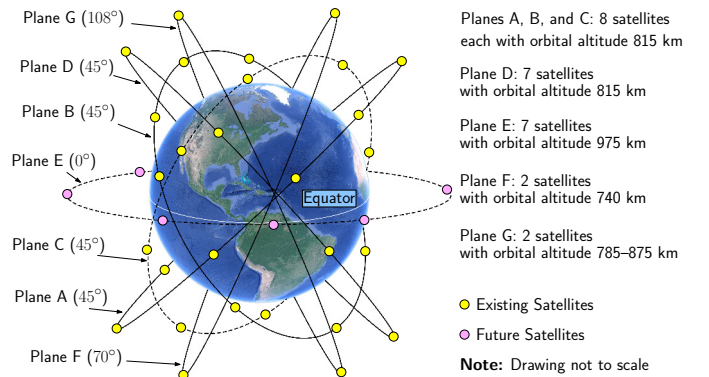 Plane G (108°)
Plane D (45°)
Plane B (45°)
Plane E (0°)
Plane C (45°)
Plane A (45°)
Plane F (70°)
Equator
Planes A, B, and C: 8 satellites
each with orbital altitude 815 km
Plane D: 7 satellites
with orbital altitude 815 km
Plane E: 7 satellites
with orbital altitude 975 km
Plane F: 2 satellites
with orbital altitude 740 km
Plane G: 2 satellites
with orbital altitude 785–875 km
Existing Satellites
Future Satellites
Note: Drawing not to scale